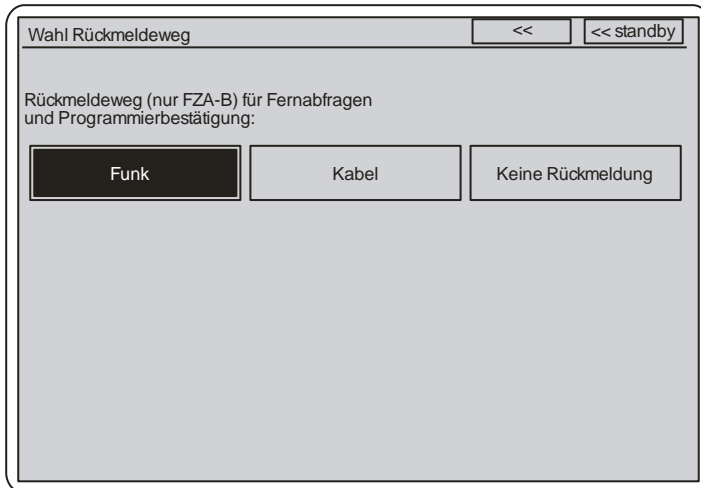 Wahl Rückmeldeweg << << standby
Rückmeldeweg (nur FZA-B) für Fernabfragen
und Programmierbestätigung:
Funk Kabel Keine Rückmeldung